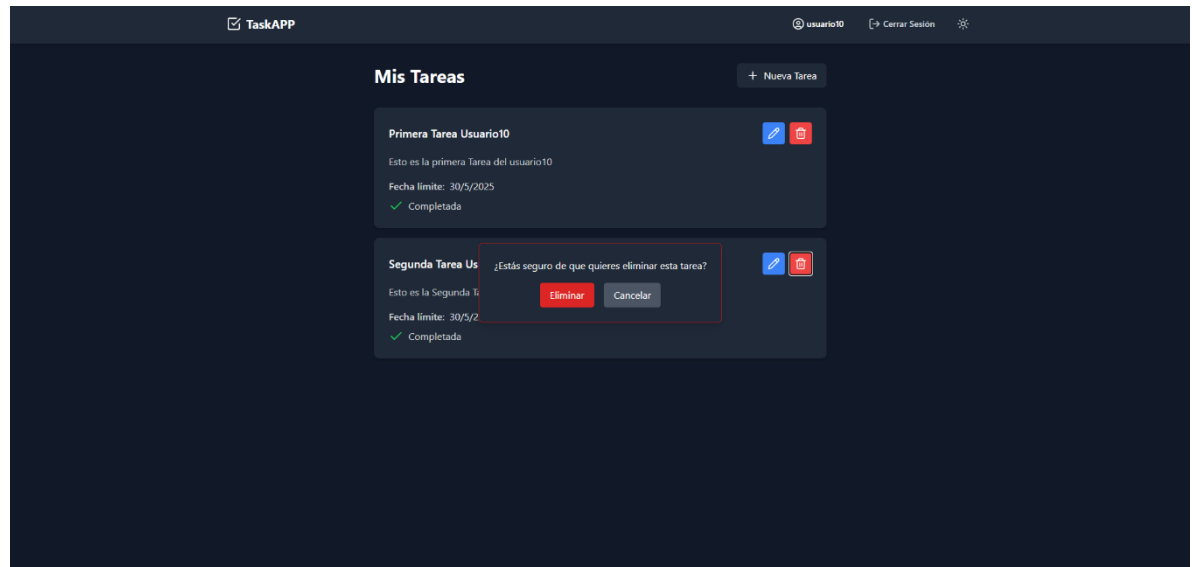 TaskAPP
usuario10
Cerrar Sesión
Mis Tareas
+ Nueva Tarea
Primera Tarea Usuario10
Esto es la primera Tarea del usuario10
Fecha límite: 30/5/2025
Completada
Segunda Tarea Us
Esto es la Segunda
Fecha límite: 30/5/2
Completada
¿Estás seguro de que quieres eliminar esta tarea?
Eliminar
Cancelar